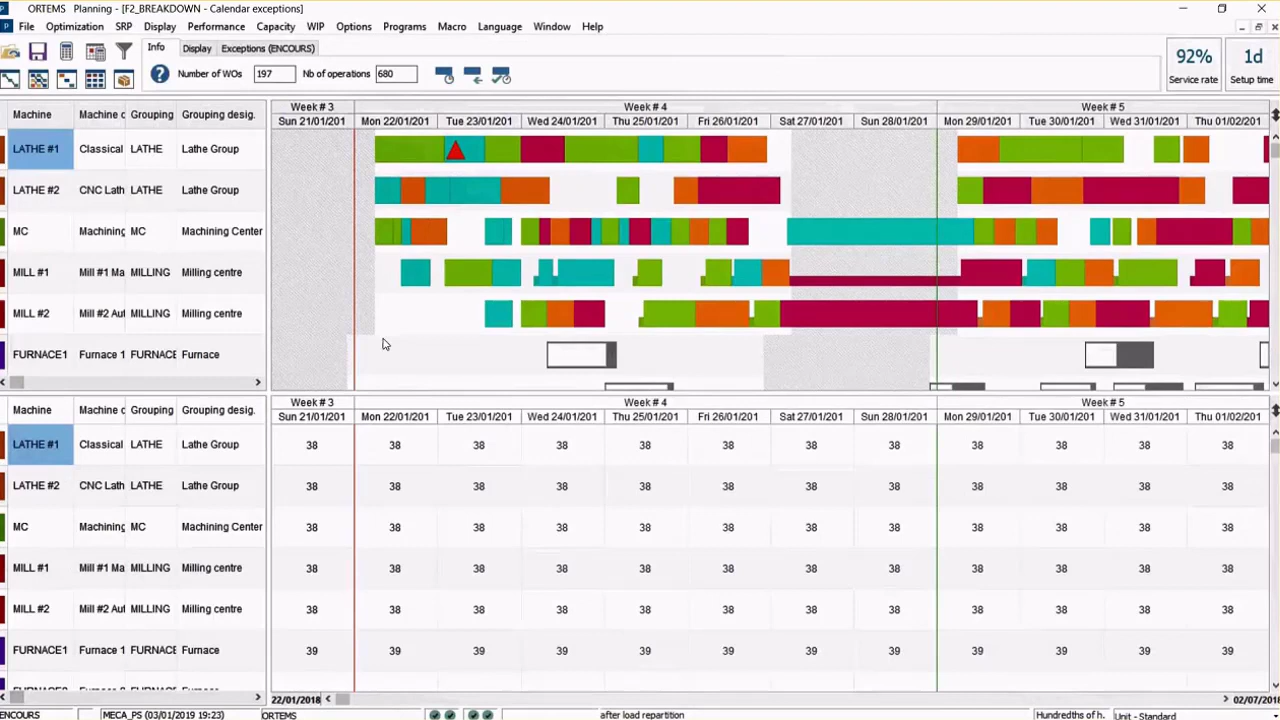 ORTEMS Planning - [F2_BREAKDOWN - Calendar exceptions]
File Optimization SRP Display Performance Capacity WIP Options Programs Macro Language Window Help
Info Display Exceptions (ENCOURS)
Number of WOs 197 Nb of operations 680
92% 1d
Service rate Setup time
Machine Machine c Grouping Grouping desig.
Week # 3 Week # 4 Week # 5
Sun 21/01/201 Mon 22/01/201 Tue 23/01/201 Wed 24/01/201 Thu 25/01/201 Fri 26/01/201 Sat 27/01/201 Sun 28/01/201 Mon 29/01/201 Tue 30/01/201 Wed 31/01/201 Thu 01/02/201
LATHE #1 Classical LATHE Lathe Group
LATHE #2 CNC Lath LATHE Lathe Group
MC Machining MC Machining Center
MILL #1 Mill #1 Ma MILLING Milling centre
MILL #2 Mill #2 Aut MILLING Milling centre
FURNACE1 Furnace 1 FURNACE Furnace
Machine Machine c Grouping Grouping desig.
Week # 3 Week # 4 Week # 5
Sun 21/01/201 Mon 22/01/201 Tue 23/01/201 Wed 24/01/201 Thu 25/01/201 Fri 26/01/201 Sat 27/01/201 Sun 28/01/201 Mon 29/01/201 Tue 30/01/201 Wed 31/01/201 Thu 01/02/201
LATHE #1 Classical LATHE Lathe Group 38 38 38 38 38 38 38 38 38 38 38 38
LATHE #2 CNC Lath LATHE Lathe Group 38 38 38 38 38 38 38 38 38 38 38 38
MC Machining MC Machining Center 38 38 38 38 38 38 38 38 38 38 38 38
MILL #1 Mill #1 Ma MILLING Milling centre 38 38 38 38 38 38 38 38 38 38 38 38
MILL #2 Mill #2 Aut MILLING Milling centre 38 38 38 38 38 38 38 38 38 38 38 38
FURNACE1 Furnace 1 FURNACE Furnace 39 39 39 39 39 39 39 39 39 39 39 39
22/01/2018 02/07/2018
ENCOURS MECA_PS (03/01/2019 19:23) ORTEMS after load repartition Hundredths of h. Unit - Standard